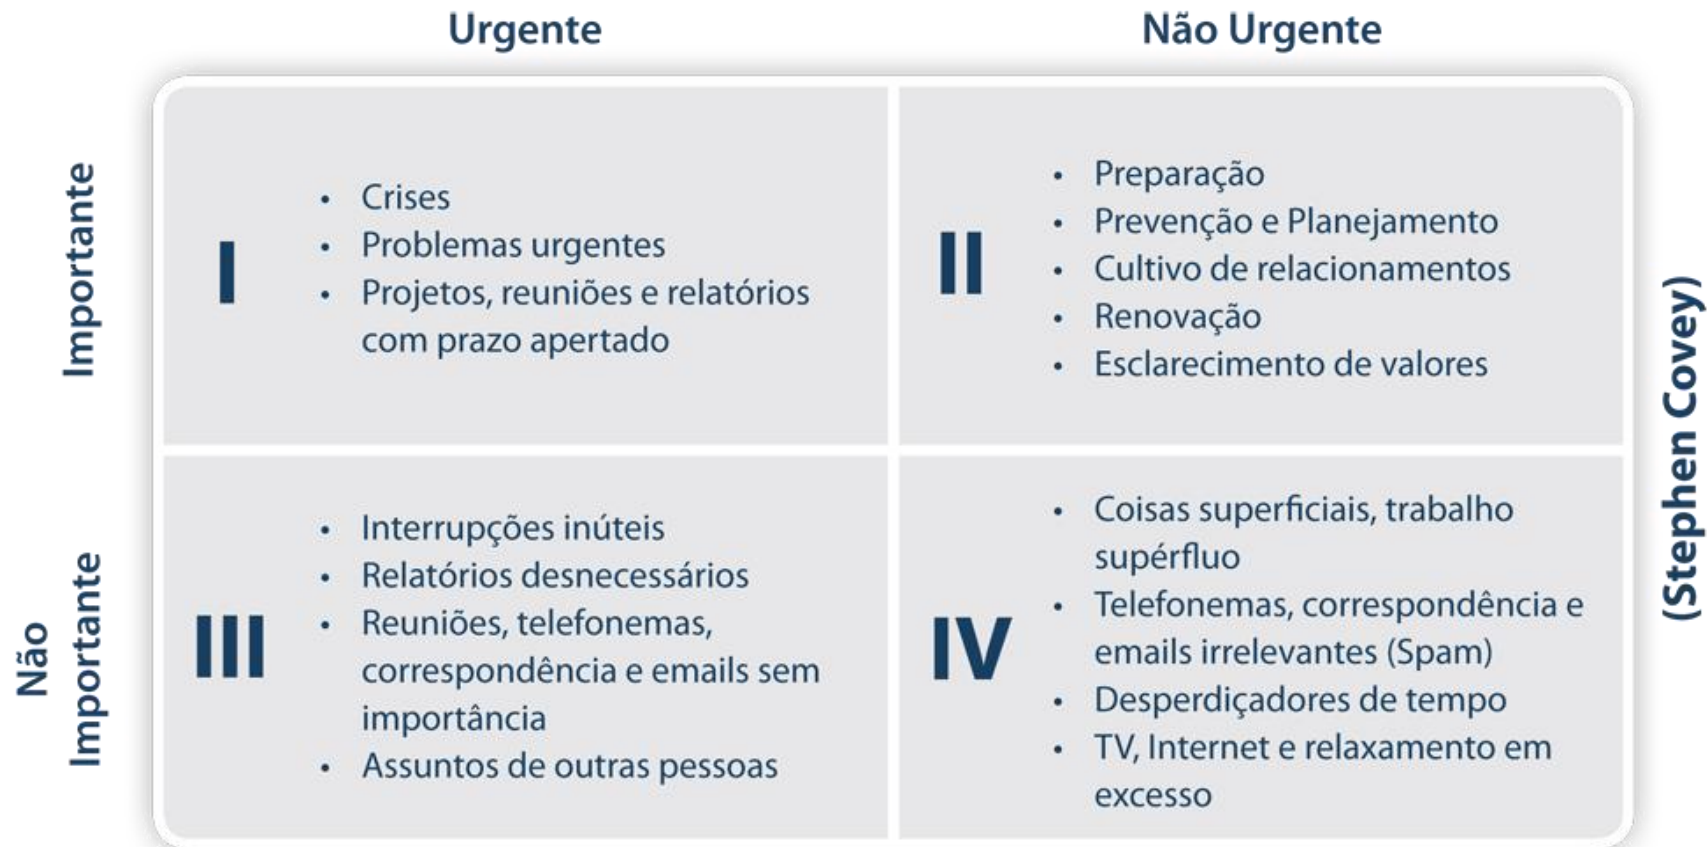 Urgente
Não Urgente
Importante
I
• Crises
• Problemas urgentes
• Projetos, reuniões e relatórios
com prazo apertado
II
• Preparação
• Prevenção e Planejamento
• Cultivo de relacionamentos
• Renovação
• Esclarecimento de valores
Não
Importante
III
• Interrupções inúteis
• Relatórios desnecessários
• Reuniões, telefonemas,
correspondência e emails sem
importância
• Assuntos de outras pessoas
IV
• Coisas superficiais, trabalho
supérfluo
• Telefonemas, correspondência e
emails irrelevantes (Spam)
• Desperdiçadores de tempo
• TV, Internet e relaxamento em
excesso
(Stephen Covey)